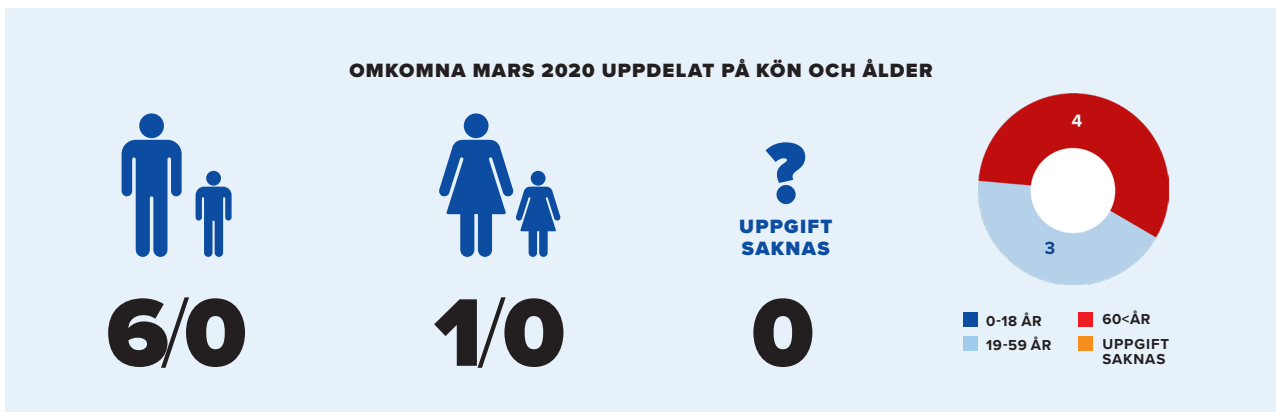 OMKOMNA MARS 2020 UPPDELAT PÅ KÖN OCH ÅLDER
6/0
1/0
?
UPPGIFT
SAKNAS
0
4
3
0-18 ÅR
19-59 ÅR
60<ÅR
UPPGIFT
SAKNAS